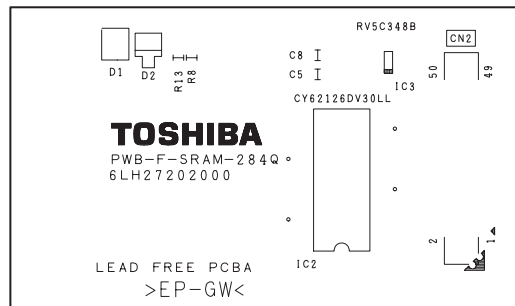 RV5C348B
CN2
C8
C5
IC3
50
49
D1
D2
R13
R8
CY62126DV30LL
TOSHIBA
PWB-F-SRAM-284Q
6LH27202000
2
1
IC2
LEAD FREE PCBA
>EP-GW<